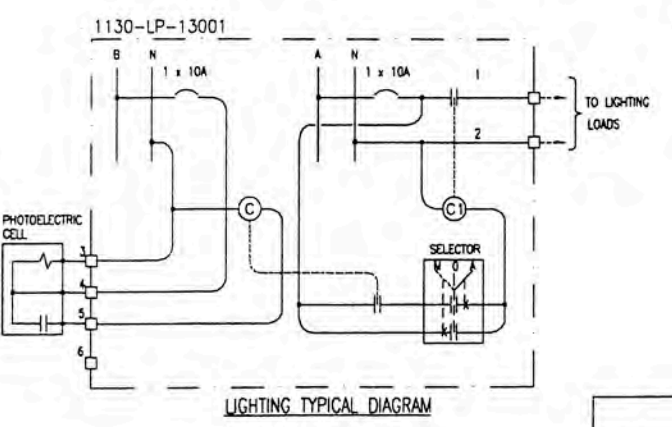 1130-LP-13001
B N A N
1 x 10A 1 x 10A 1
TO LIGHTING
LOADS
2
PHOTOELECTRIC
CELL
C C1
SELECTOR
M O A
3
4
5
6
LIGHTING TYPICAL DIAGRAM